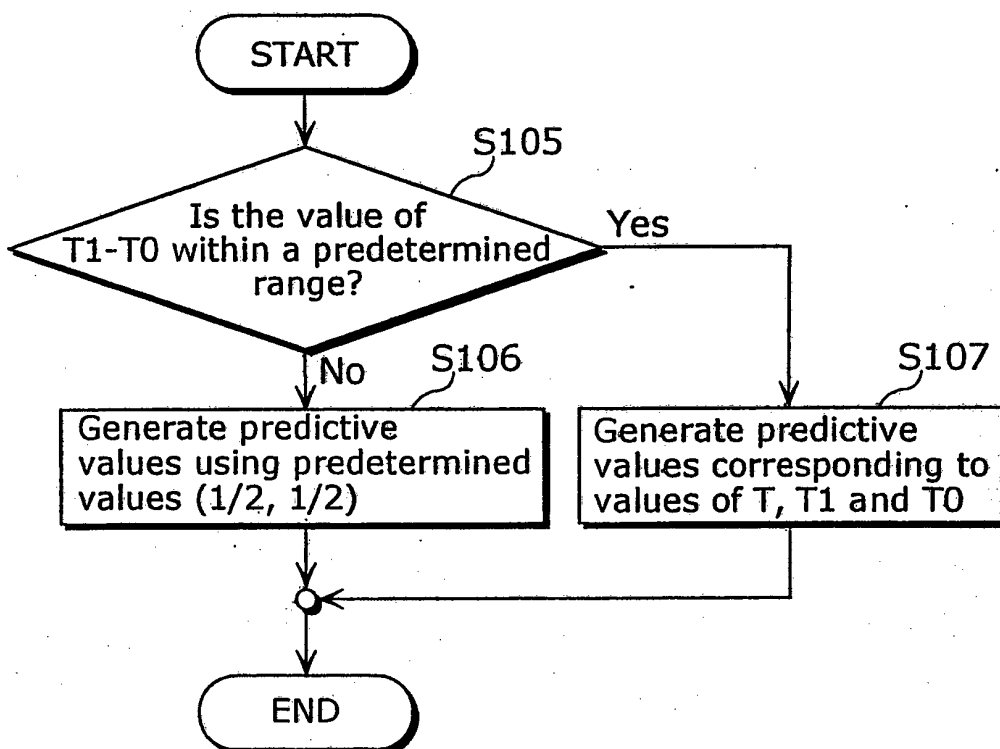 START
S105
Is the value of
T1-T0 within a predetermined
range?
Yes
No
S106
Generate predictive
values using predetermined
values (1/2, 1/2)
S107
Generate predictive
values corresponding to
values of T, T1 and T0
END